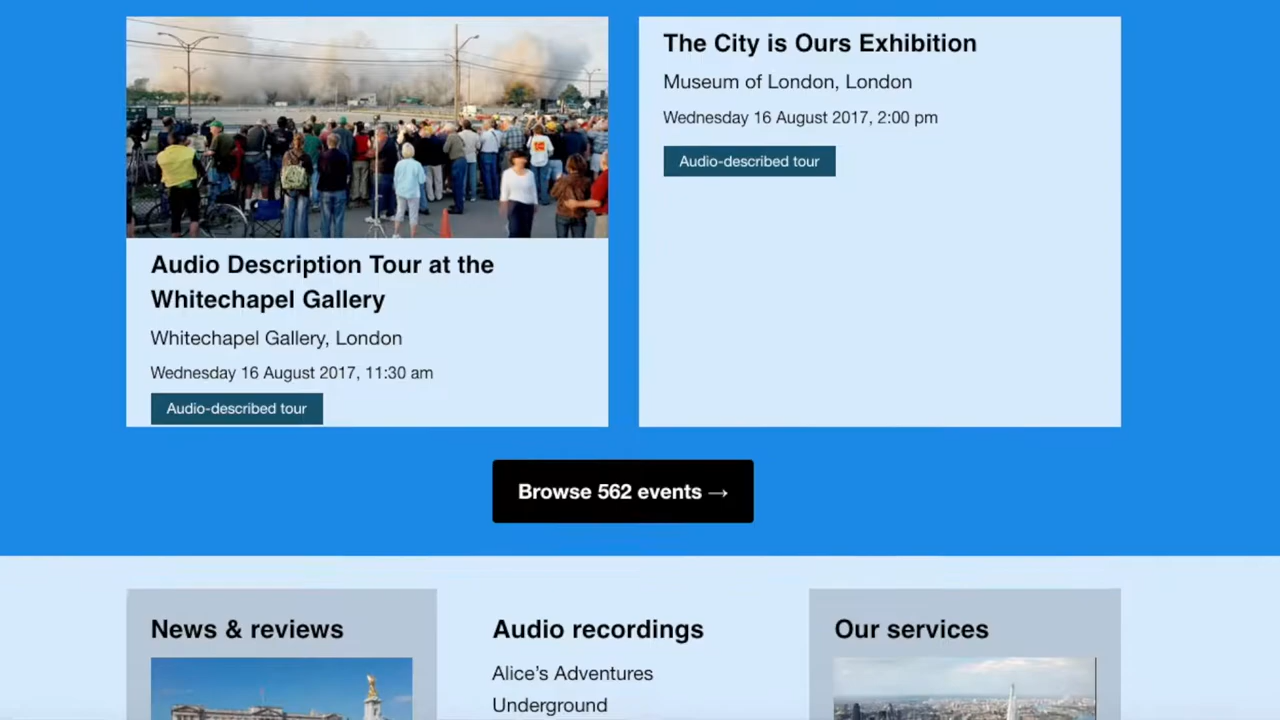 Audio Description Tour at the
Whitechapel Gallery
Whitechapel Gallery, London
Wednesday 16 August 2017, 11:30 am
Audio-described tour
The City is Ours Exhibition
Museum of London, London
Wednesday 16 August 2017, 2:00 pm
Audio-described tour
Browse 562 events →
News & reviews
Audio recordings
Alice’s Adventures
Underground
Our services